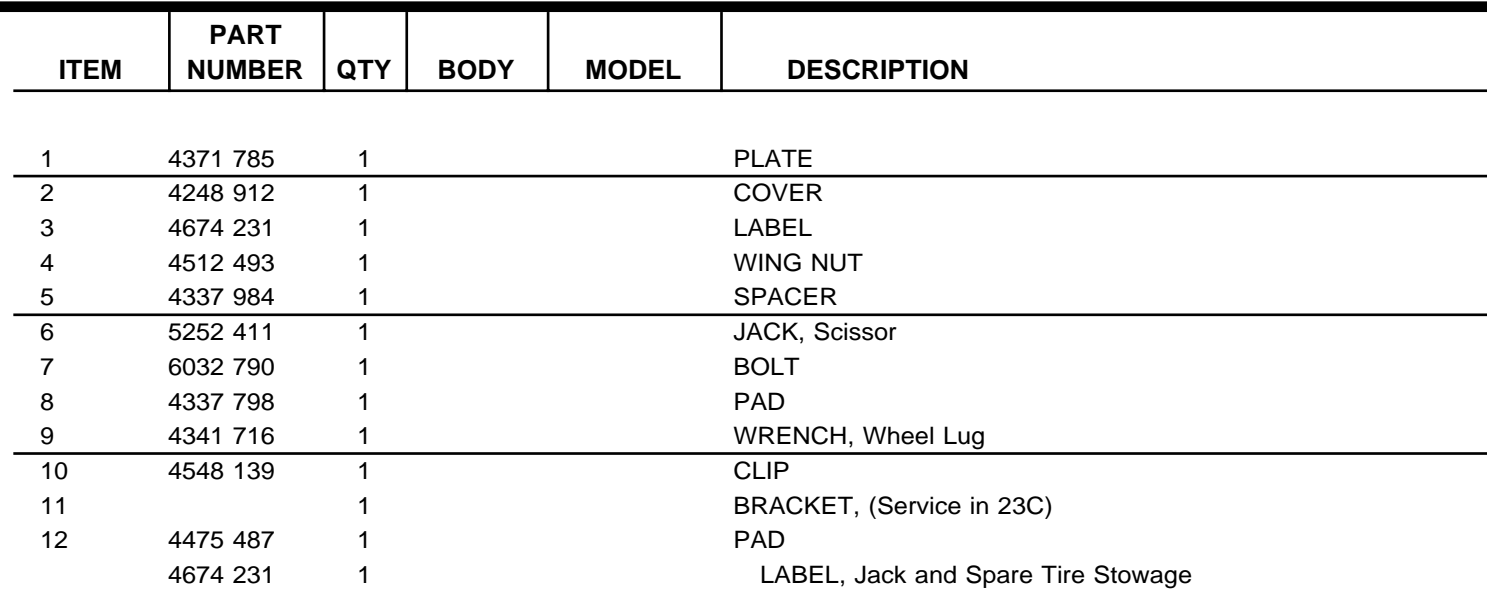 PART
ITEM NUMBER QTY BODY MODEL DESCRIPTION
1 4371 785 1 PLATE
2 4248 912 1 COVER
3 4674 231 1 LABEL
4 4512 493 1 WING NUT
5 4337 984 1 SPACER
6 5252 411 1 JACK, Scissor
7 6032 790 1 BOLT
8 4337 798 1 PAD
9 4341 716 1 WRENCH, Wheel Lug
10 4548 139 1 CLIP
11 1 BRACKET, (Service in 23C)
12 4475 487 1 PAD
4674 231 1 LABEL, Jack and Spare Tire Stowage